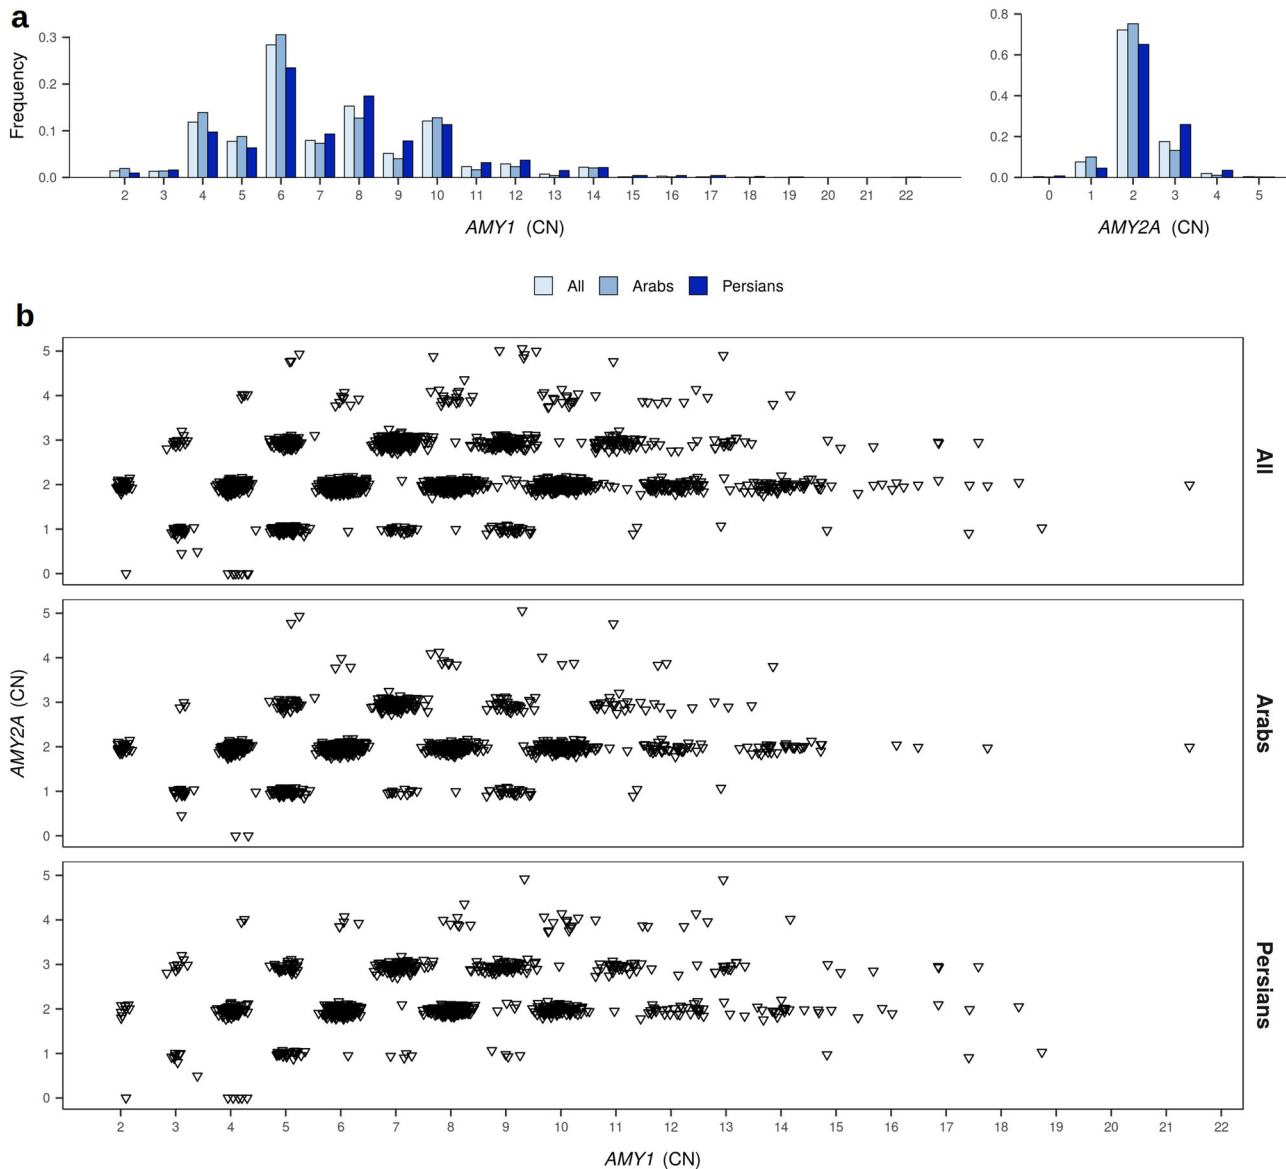 a
Frequency
0.3
0.2
0.1
0.0
2 3 4 5 6 7 8 9 10 11 12 13 14 15 16 17 18 19 20 21 22
AMY1 (CN)
0.8
0.6
0.4
0.2
0.0
0 1 2 3 4 5
AMY2A (CN)
All Arabs Persians
b
AMY2A (CN)
5
4
3
2
1
0
All
5
4
3
2
1
0
Arabs
5
4
3
2
1
0
Persians
2 3 4 5 6 7 8 9 10 11 12 13 14 15 16 17 18 19 20 21 22
AMY1 (CN)